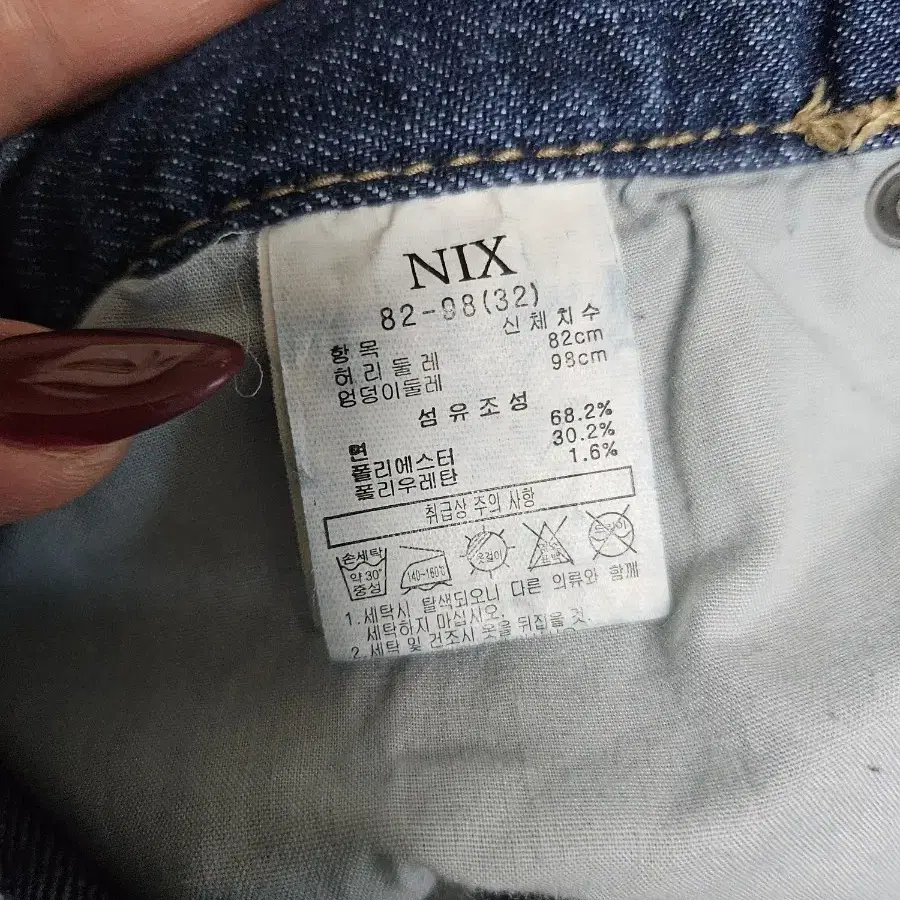 NIX
82-98(32)
항목 신체치수
허리둘레 82cm
엉덩이둘레 98cm
섬유조성
면 68.2%
폴리에스터 30.2%
폴리우레탄 1.6%
취급상 주의 사항
손세탁
약 30°
중성
140-160℃
옷걸이
1. 세탁시 탈색되오니 다른 의류와 함께
세탁하지 마십시오.
2. 세탁 및 건조시 옷을 뒤집을 것.